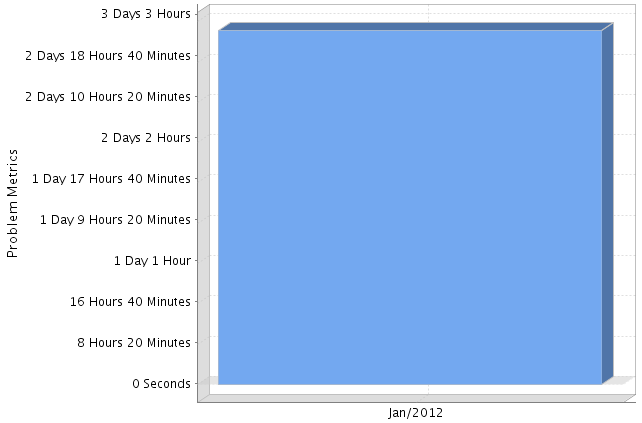 3 Days 3 Hours
2 Days 18 Hours 40 Minutes
2 Days 10 Hours 20 Minutes
2 Days 2 Hours
1 Day 17 Hours 40 Minutes
1 Day 9 Hours 20 Minutes
1 Day 1 Hour
16 Hours 40 Minutes
8 Hours 20 Minutes
0 Seconds
Problem Metrics
Jan/2012